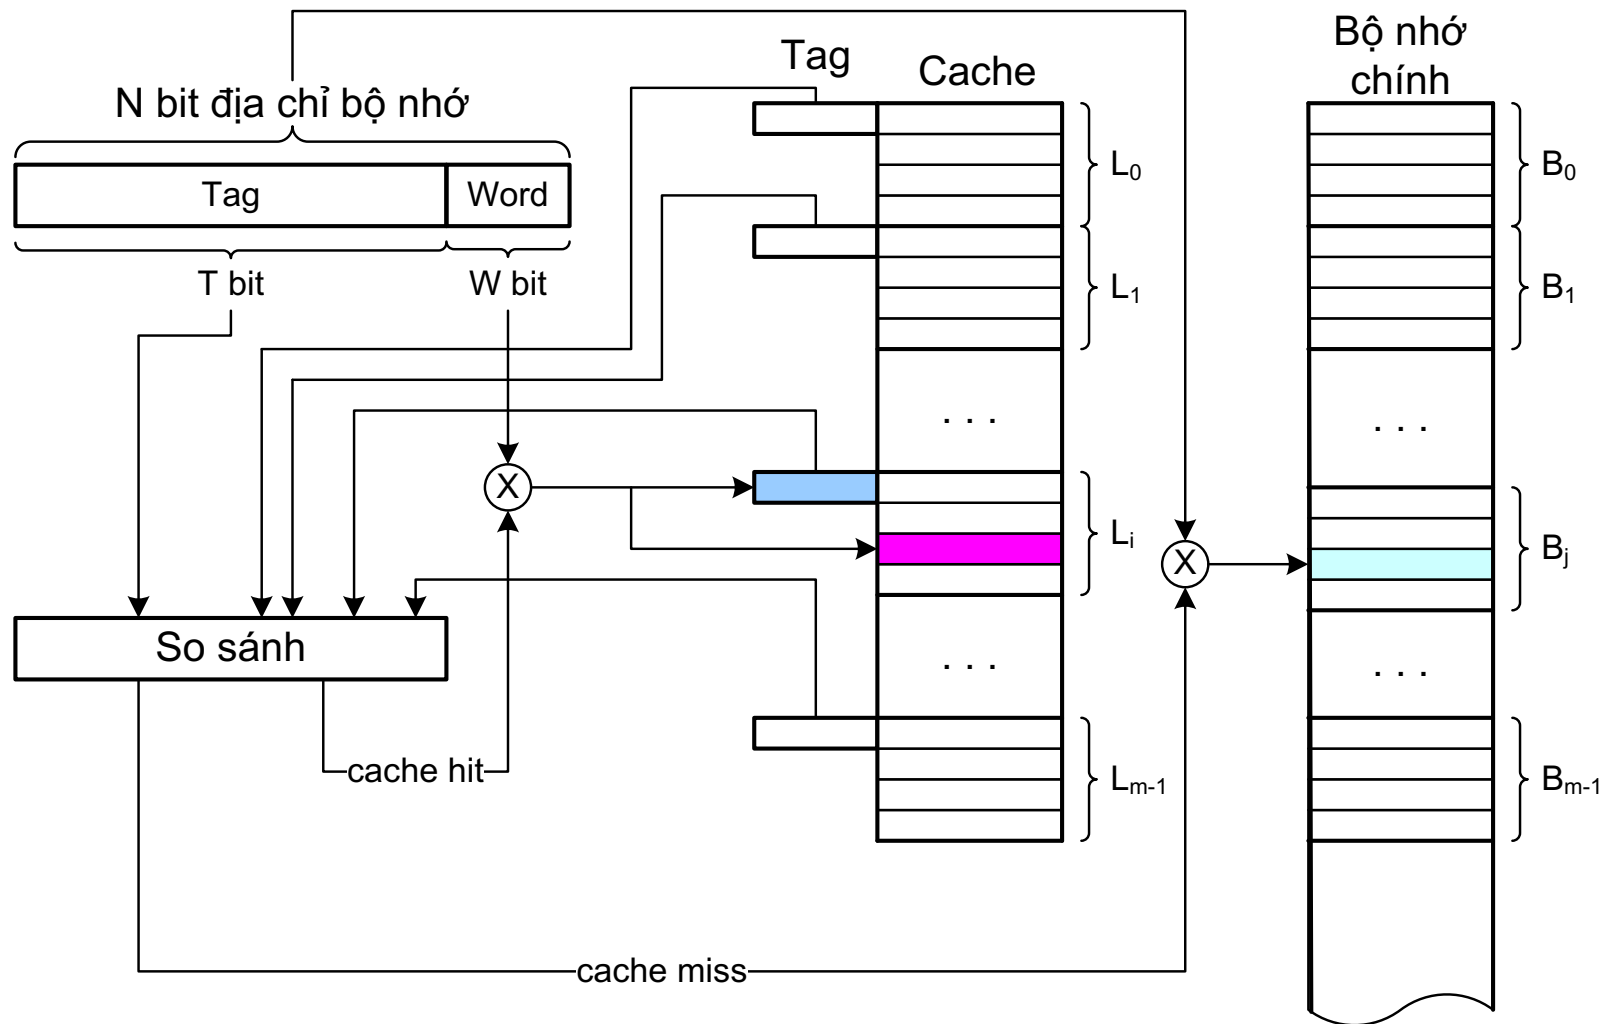 N bit địa chỉ bộ nhớ
Tag
Word
T bit
W bit
X
So sánh
cache hit
cache miss
Tag
Cache
L0
L1
. . .
Li
. . .
Lm-1
X
Bộ nhớ
chính
B0
B1
. . .
Bj
. . .
Bm-1